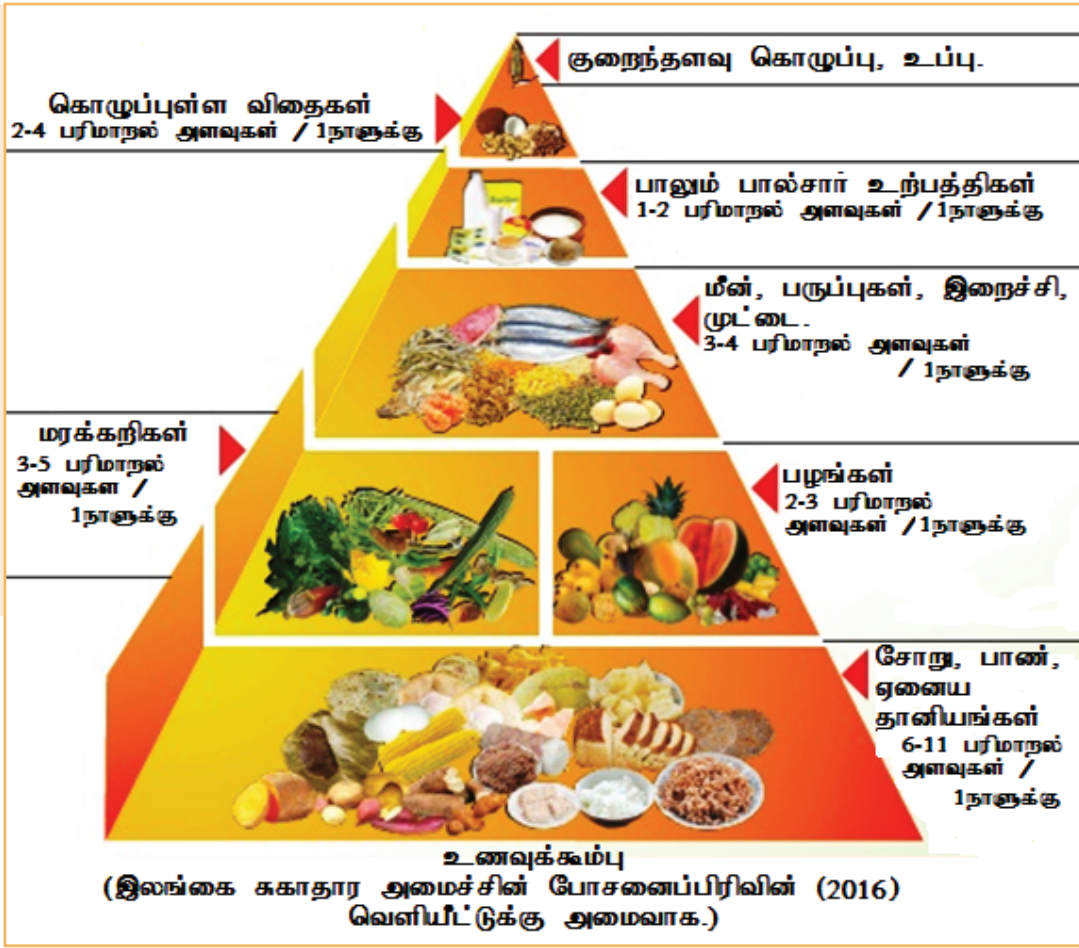 குறைந்தளவு கொழுப்பு, உப்பு.
கொழுப்புள்ள விதைகள்
2-4 பரிமாறல் அளவுகள் / 1நாளுக்கு
பாலும் பால்சார் உற்பத்திகள்
1-2 பரிமாறல் அளவுகள் / 1நாளுக்கு
மீன், பருப்புகள், இறைச்சி,
முட்டை.
3-4 பரிமாறல் அளவுகள்
/ 1நாளுக்கு
மரக்கறிகள்
3-5 பரிமாறல்
அளவுகள /
1நாளுக்கு
பழங்கள்
2-3 பரிமாறல்
அளவுகள் / 1நாளுக்கு
சோறு, பாண்,
ஏனைய
தானியங்கள்
6-11 பரிமாறல்
அளவுகள் /
1நாளுக்கு
உணவுக்கூம்பு
(இலங்கை சுகாதார அமைச்சின் போசனைப்பிரிவின் (2016)
வெளியீட்டுக்கு அமைவாக.)